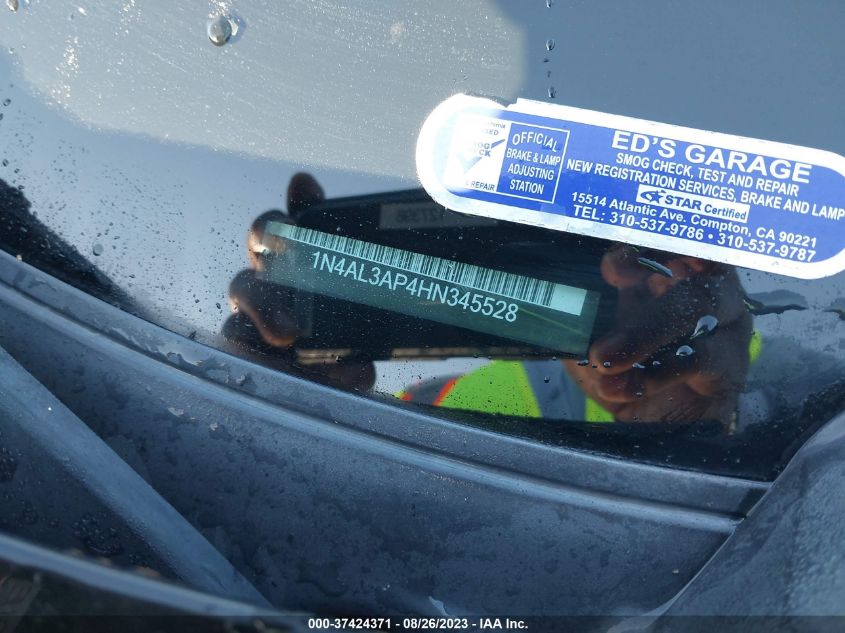 OFFICIAL
BRAKE & LAMP
ADJUSTING
STATION
& REPAIR
ED'S GARAGE
SMOG CHECK, TEST AND REPAIR
NEW REGISTRATION SERVICES, BRAKE AND LAMP
STAR Certified
15514 Atlantic Ave. Compton, CA 90221
TEL: 310-537-9786 • 310-537-9787
1N4AL3AP4HN345528
000-37424371 - 08/26/2023 - IAA Inc.